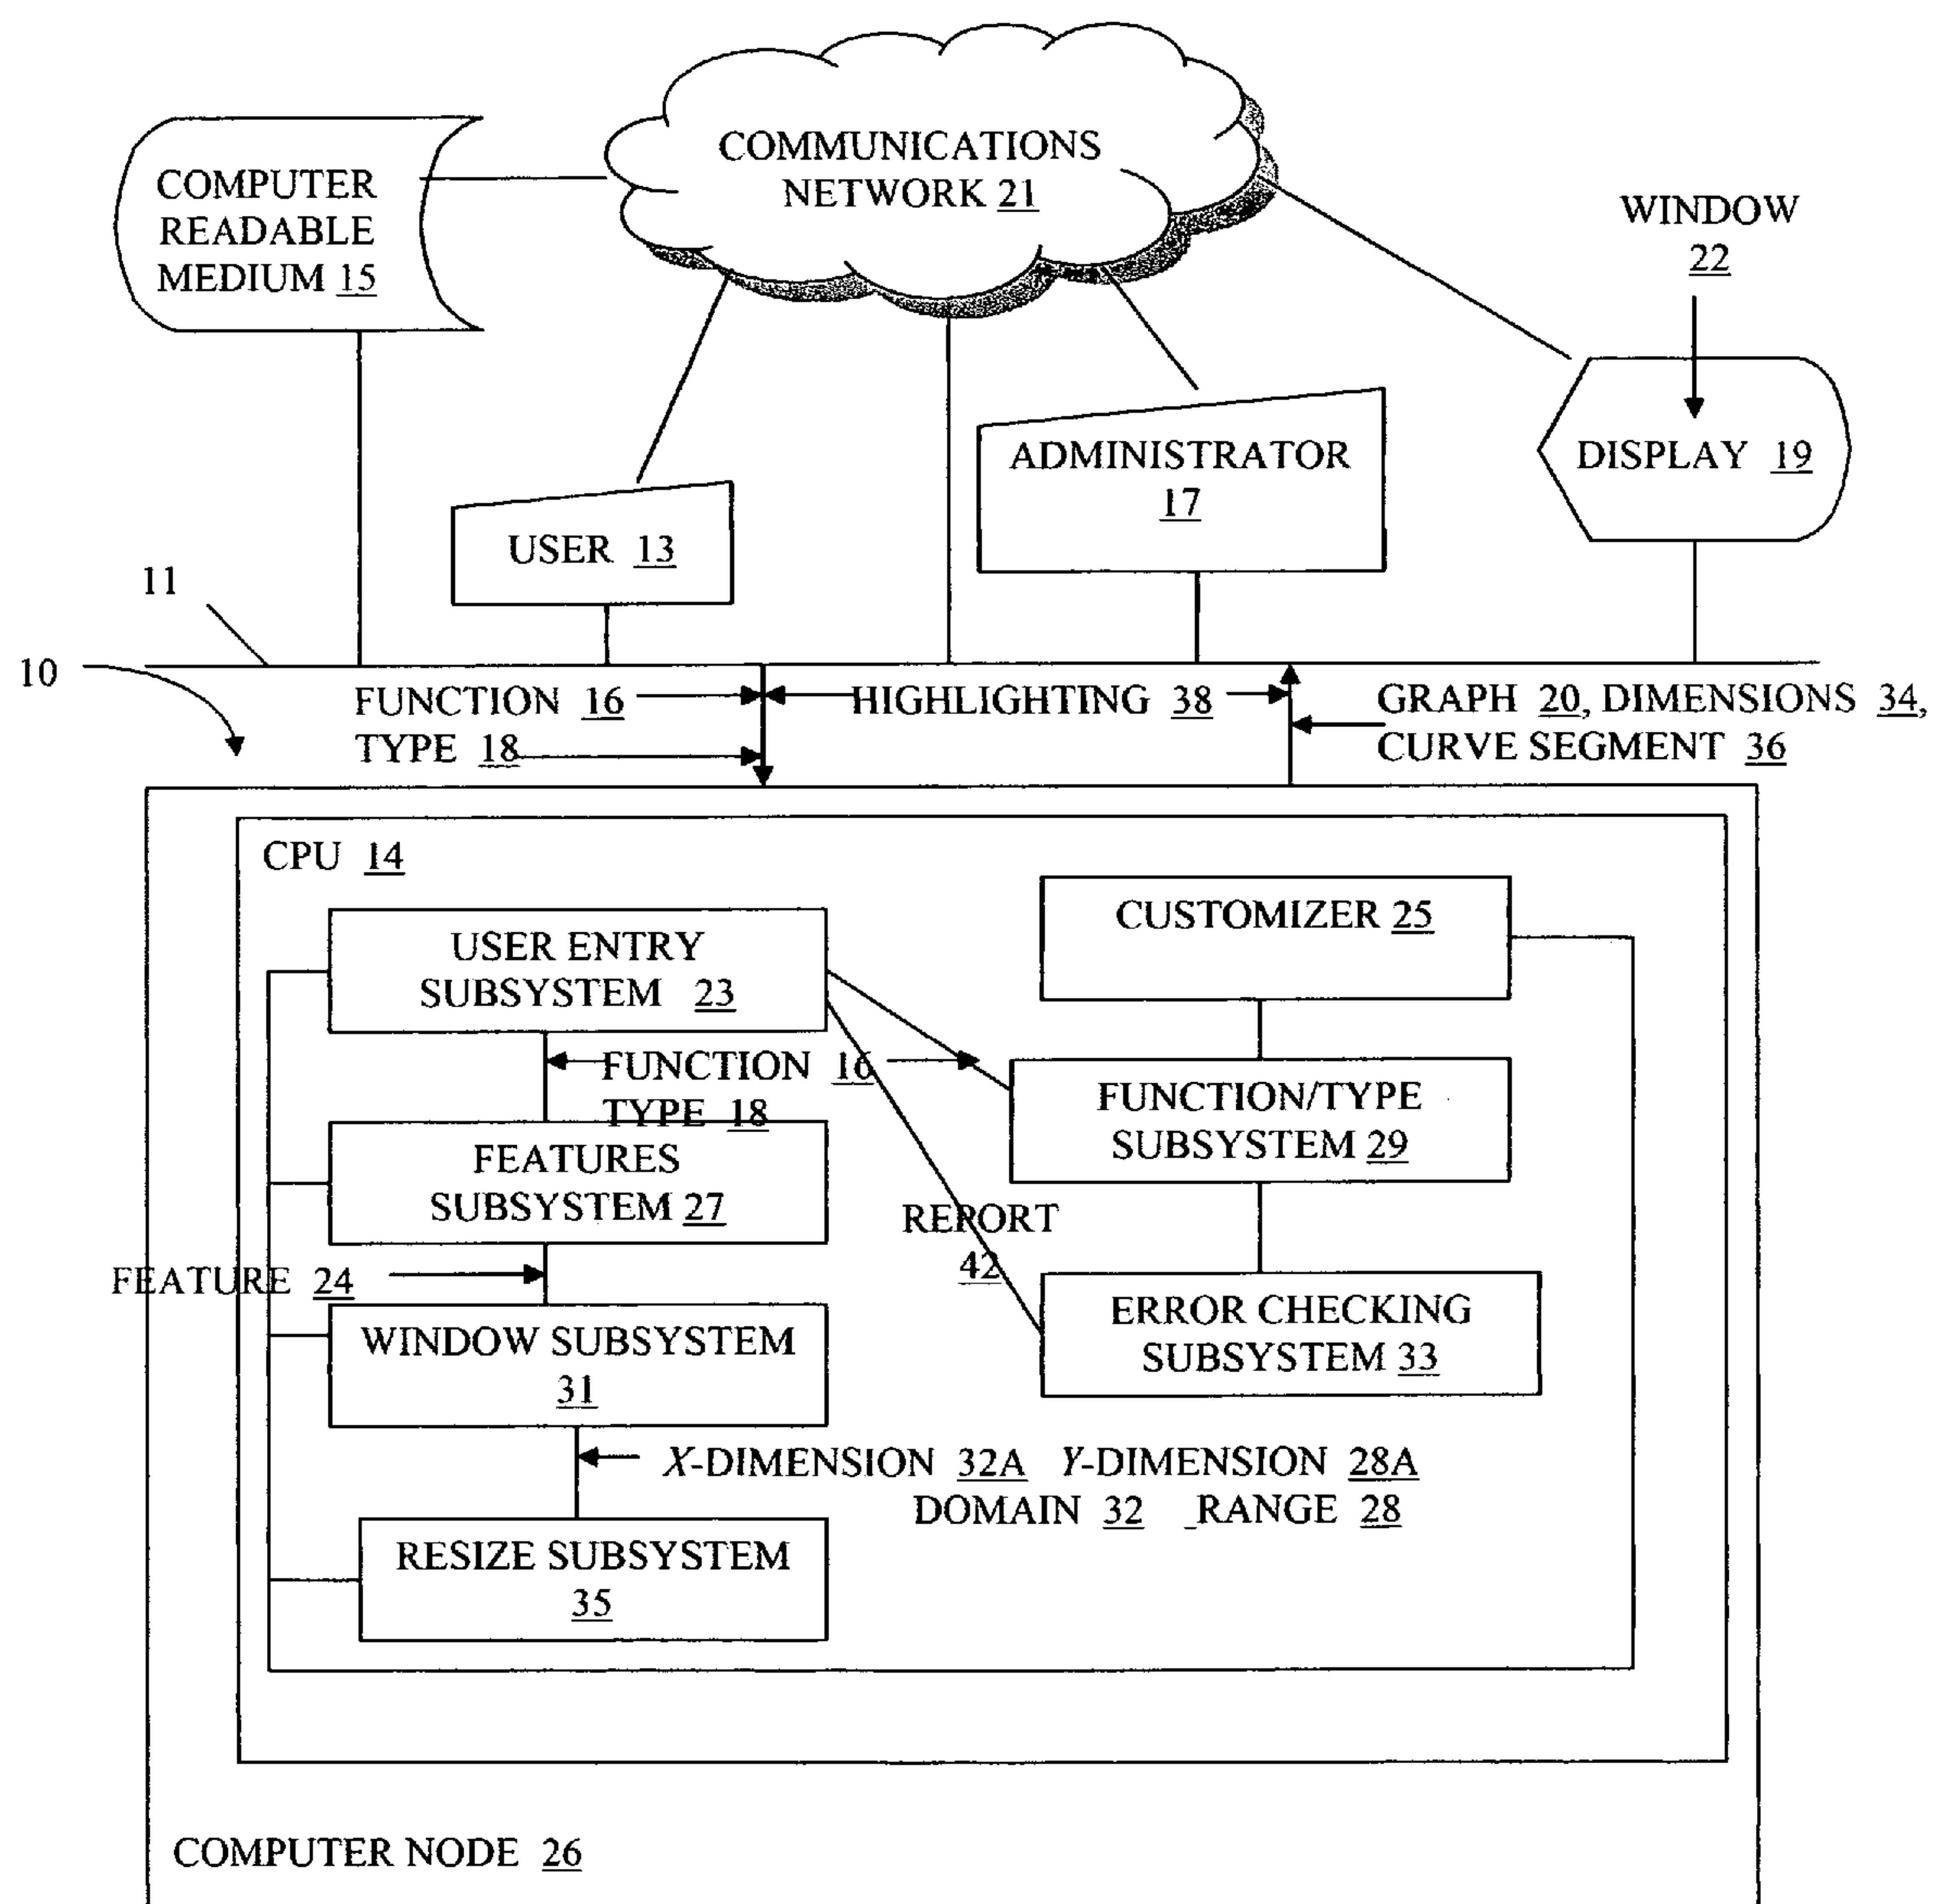 COMMUNICATIONS
NETWORK 21
COMPUTER
READABLE
MEDIUM 15
WINDOW
22
ADMINISTRATOR
17
DISPLAY 19
USER 13
11
10
FUNCTION 16
TYPE 18
HIGHLIGHTING 38
GRAPH 20, DIMENSIONS 34,
CURVE SEGMENT 36
CPU 14
USER ENTRY
SUBSYSTEM 23
CUSTOMIZER 25
FUNCTION 16
TYPE 18
FUNCTION/TYPE
SUBSYSTEM 29
FEATURES
SUBSYSTEM 27
REPORT
42
FEATURE 24
WINDOW SUBSYSTEM
31
ERROR CHECKING
SUBSYSTEM 33
X-DIMENSION 32A Y-DIMENSION 28A
DOMAIN 32 _RANGE 28
RESIZE SUBSYSTEM
35
COMPUTER NODE 26